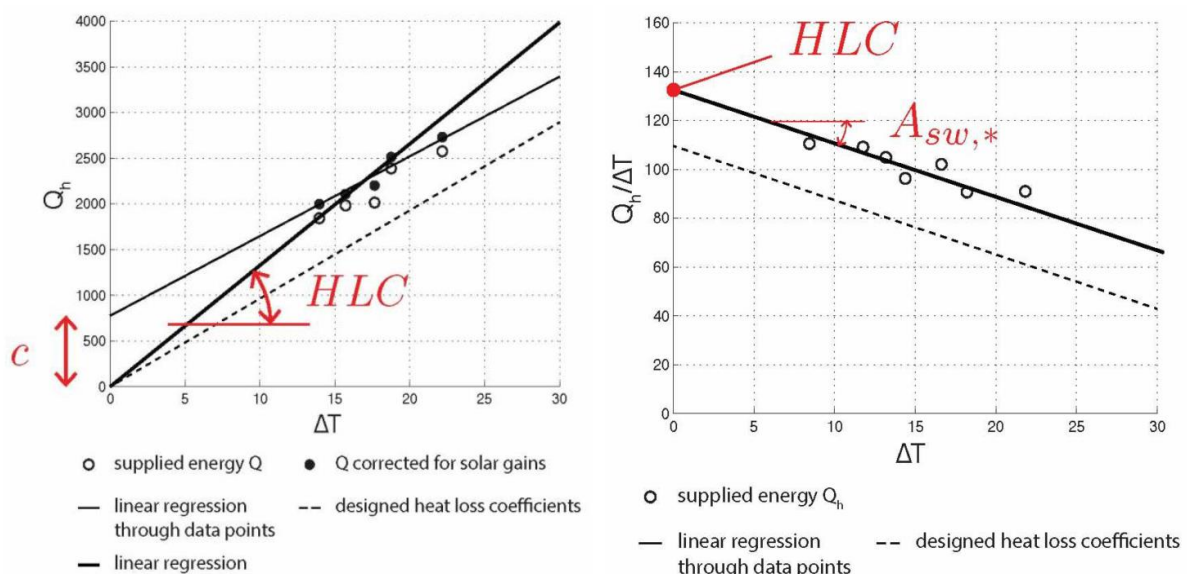 4000
3500
3000
2500
2000
1500
1000
500
0
Q_h
HLC
c
0 5 10 15 20 25 30
ΔT
supplied energy Q
Q corrected for solar gains
linear regression
through data points
designed heat loss coefficients
linear regression
160
140
120
100
80
60
40
20
0
Q_h/ΔT
HLC
A_{sw,*}
0 5 10 15 20 25 30
ΔT
supplied energy Q_h
linear regression
through data points
designed heat loss coefficients